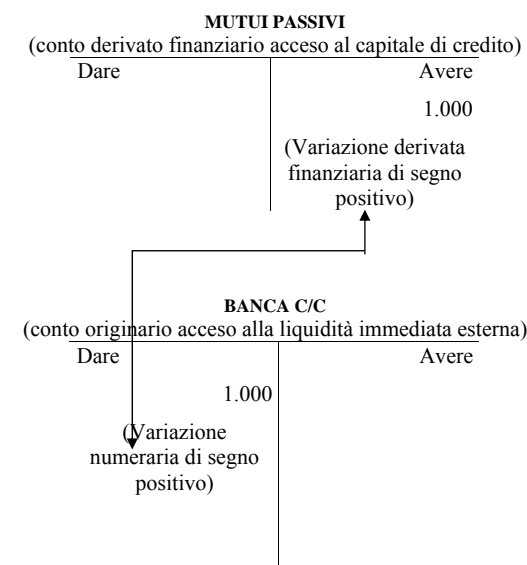 MUTUI PASSIVI
(conto derivato finanziario acceso al capitale di credito)
Dare Avere
1.000
(Variazione derivata
finanziaria di segno
positivo)
BANCA C/C
(conto originario acceso alla liquidità immediata esterna)
Dare Avere
1.000
(Variazione
numeraria di segno
positivo)